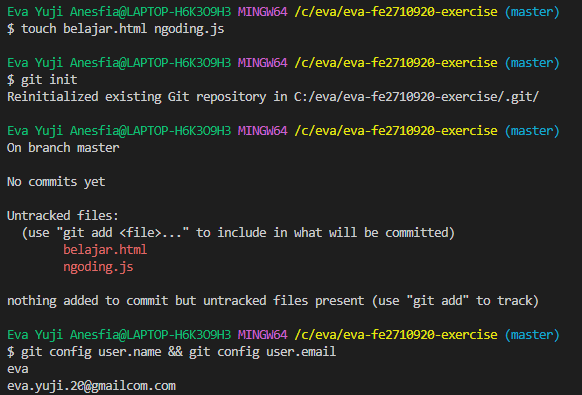 Eva Yuji Anesfia@LAPTOP-H6K3O9H3 MINGW64 /c/eva/eva-fe2710920-exercise (master)
$ touch belajar.html ngoding.js
Eva Yuji Anesfia@LAPTOP-H6K3O9H3 MINGW64 /c/eva/eva-fe2710920-exercise (master)
$ git init
Reinitialized existing Git repository in C:/eva/eva-fe2710920-exercise/.git/
Eva Yuji Anesfia@LAPTOP-H6K3O9H3 MINGW64 /c/eva/eva-fe2710920-exercise (master)
On branch master
No commits yet
Untracked files:
(use "git add <file>..." to include in what will be committed)
belajar.html
ngoding.js
nothing added to commit but untracked files present (use "git add" to track)
Eva Yuji Anesfia@LAPTOP-H6K3O9H3 MINGW64 /c/eva/eva-fe2710920-exercise (master)
$ git config user.name && git config user.email
eva
eva.yuji.20@gmailcom.com